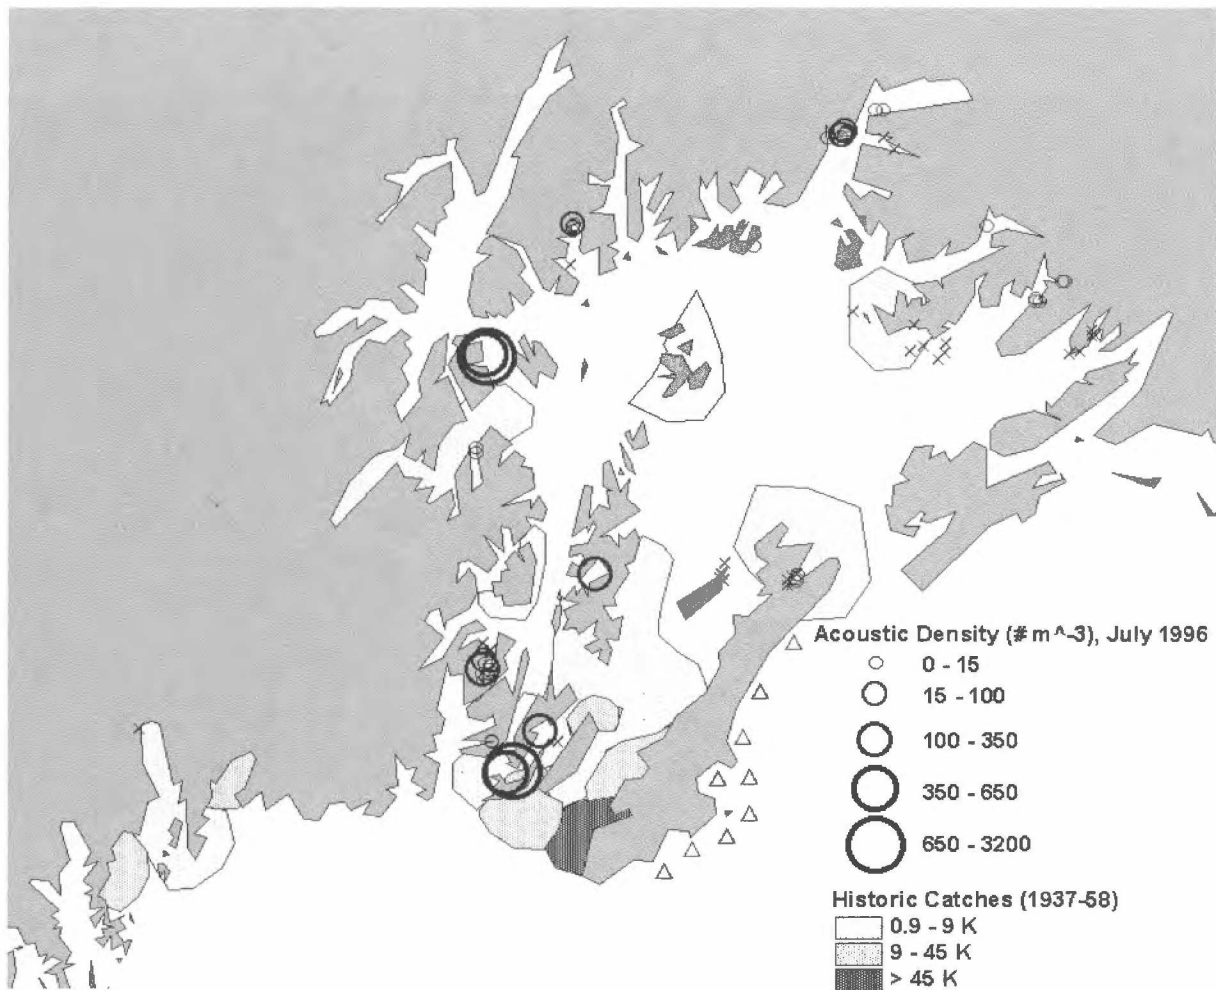 Acoustic Density (# m^-3), July 1996
0 - 15
15 - 100
100 - 350
350 - 650
650 - 3200
Historic Catches (1937-58)
0.9 - 9 K
9 - 45 K
> 45 K